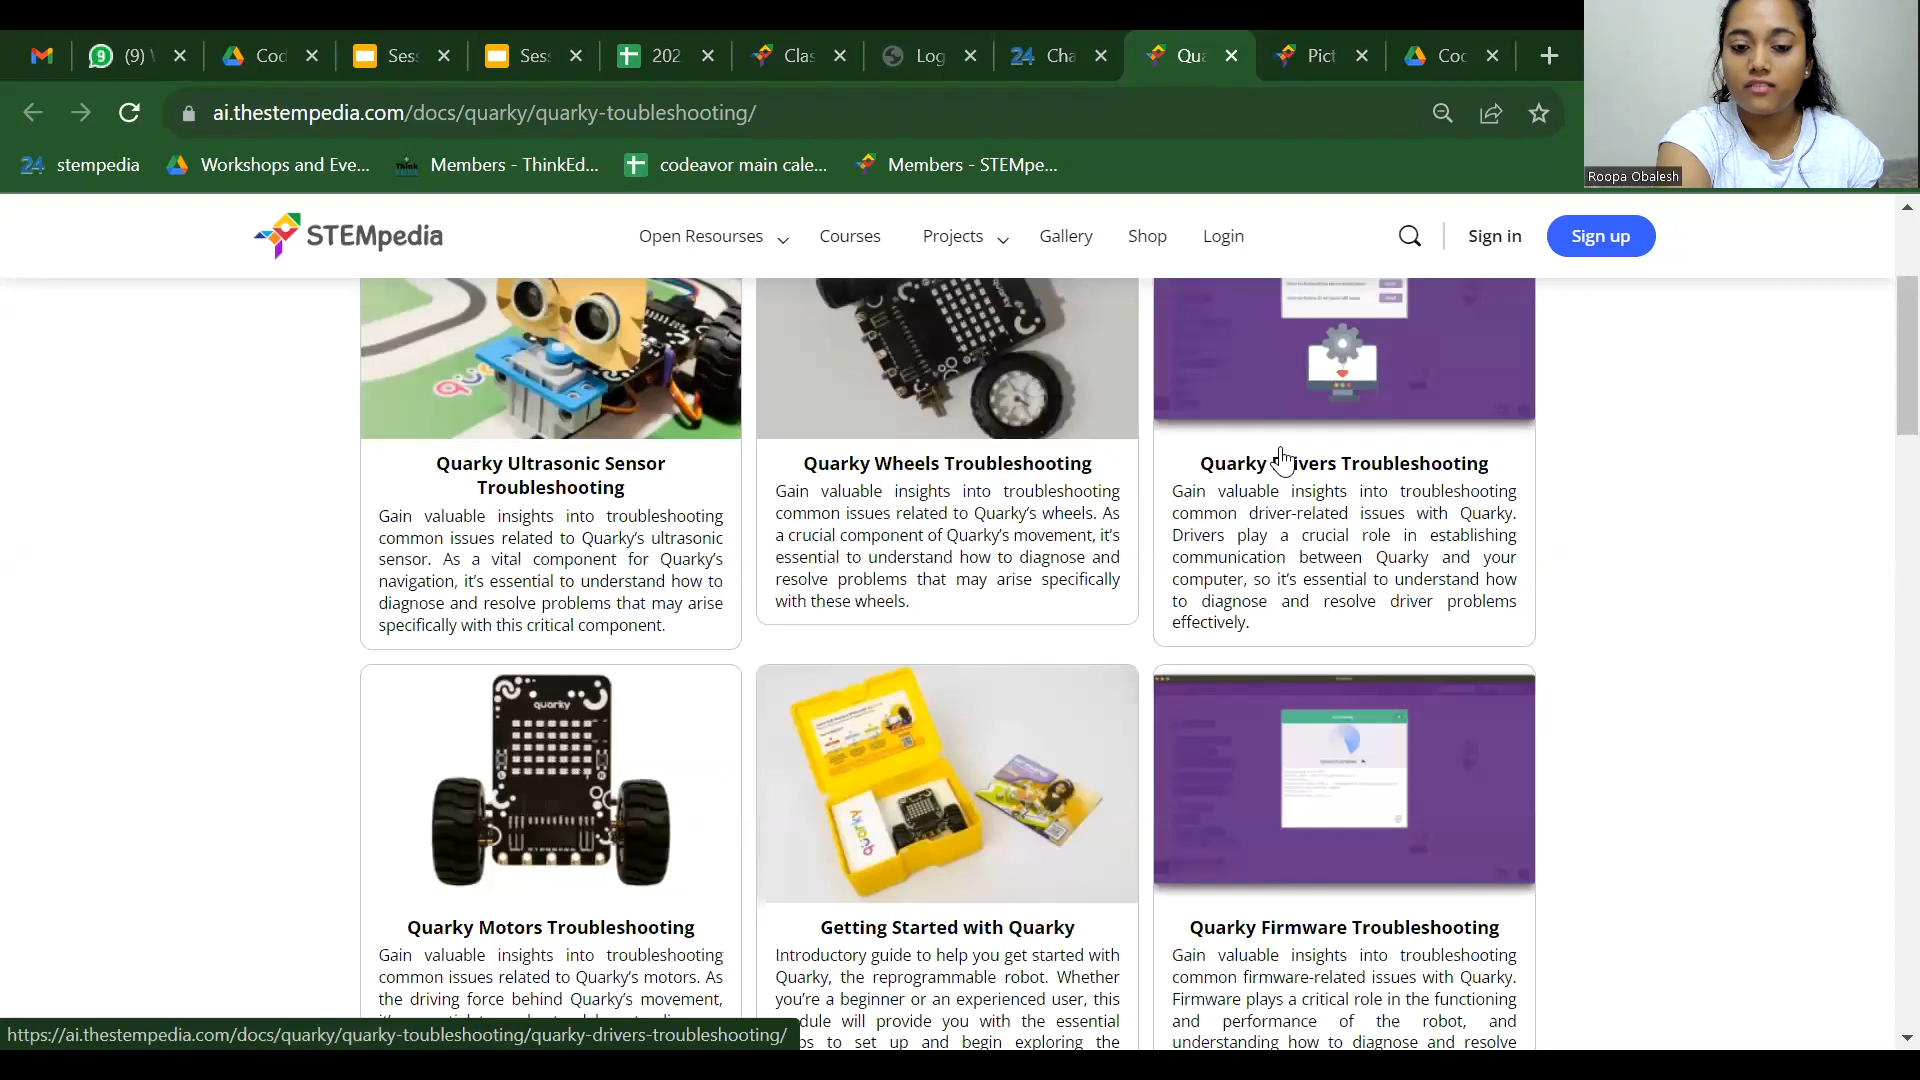 (9)
Cod
Ses
Ses
202
Clas
Log
24 Cha
Qua
Pict
Coc
ai.thestempedia.com/docs/quarky/quarky-toubleshooting/
24 stempedia
Workshops and Eve...
Members - ThinkEd...
codeavor main cale...
Members - STEMpe...
Roopa Obalesh
STEMpedia
Open Resourses
Courses
Projects
Gallery
Shop
Login
Sign in
Sign up
Quarky Ultrasonic Sensor
Troubleshooting
Gain valuable insights into troubleshooting
common issues related to Quarky's ultrasonic
sensor. As a vital component for Quarky's
navigation, it's essential to understand how to
diagnose and resolve problems that may arise
specifically with this critical component.
Quarky Wheels Troubleshooting
Gain valuable insights into troubleshooting
common issues related to Quarky's wheels. As
a crucial component of Quarky's movement, it's
essential to understand how to diagnose and
resolve problems that may arise specifically
with these wheels.
Quarky Troubleshooting
Gain valuable insights into troubleshooting
common driver-related issues with Quarky.
Drivers play a crucial role in establishing
communication between Quarky and your
computer, so it's essential to understand how
to diagnose and resolve driver problems
effectively.
quarky
Quarky Motors Troubleshooting
Gain valuable insights into troubleshooting
common issues related to Quarky's motors. As
the driving force behind Quarky's movement,
quarky
Getting Started with Quarky
Introductory guide to help you get started with
Quarky, the reprogrammable robot. Whether
you're a beginner or an experienced user, this
will provide you with the essential
to set up and begin exploring the
Quarky Firmware Troubleshooting
Gain valuable insights into troubleshooting
common firmware-related issues with Quarky.
Firmware plays a critical role in the functioning
and performance of the robot, and
understanding how to diagnose and resolve
https://ai.thestempedia.com/docs/quarky/quarky-toubleshooting/quarky-drivers-troubleshooting/